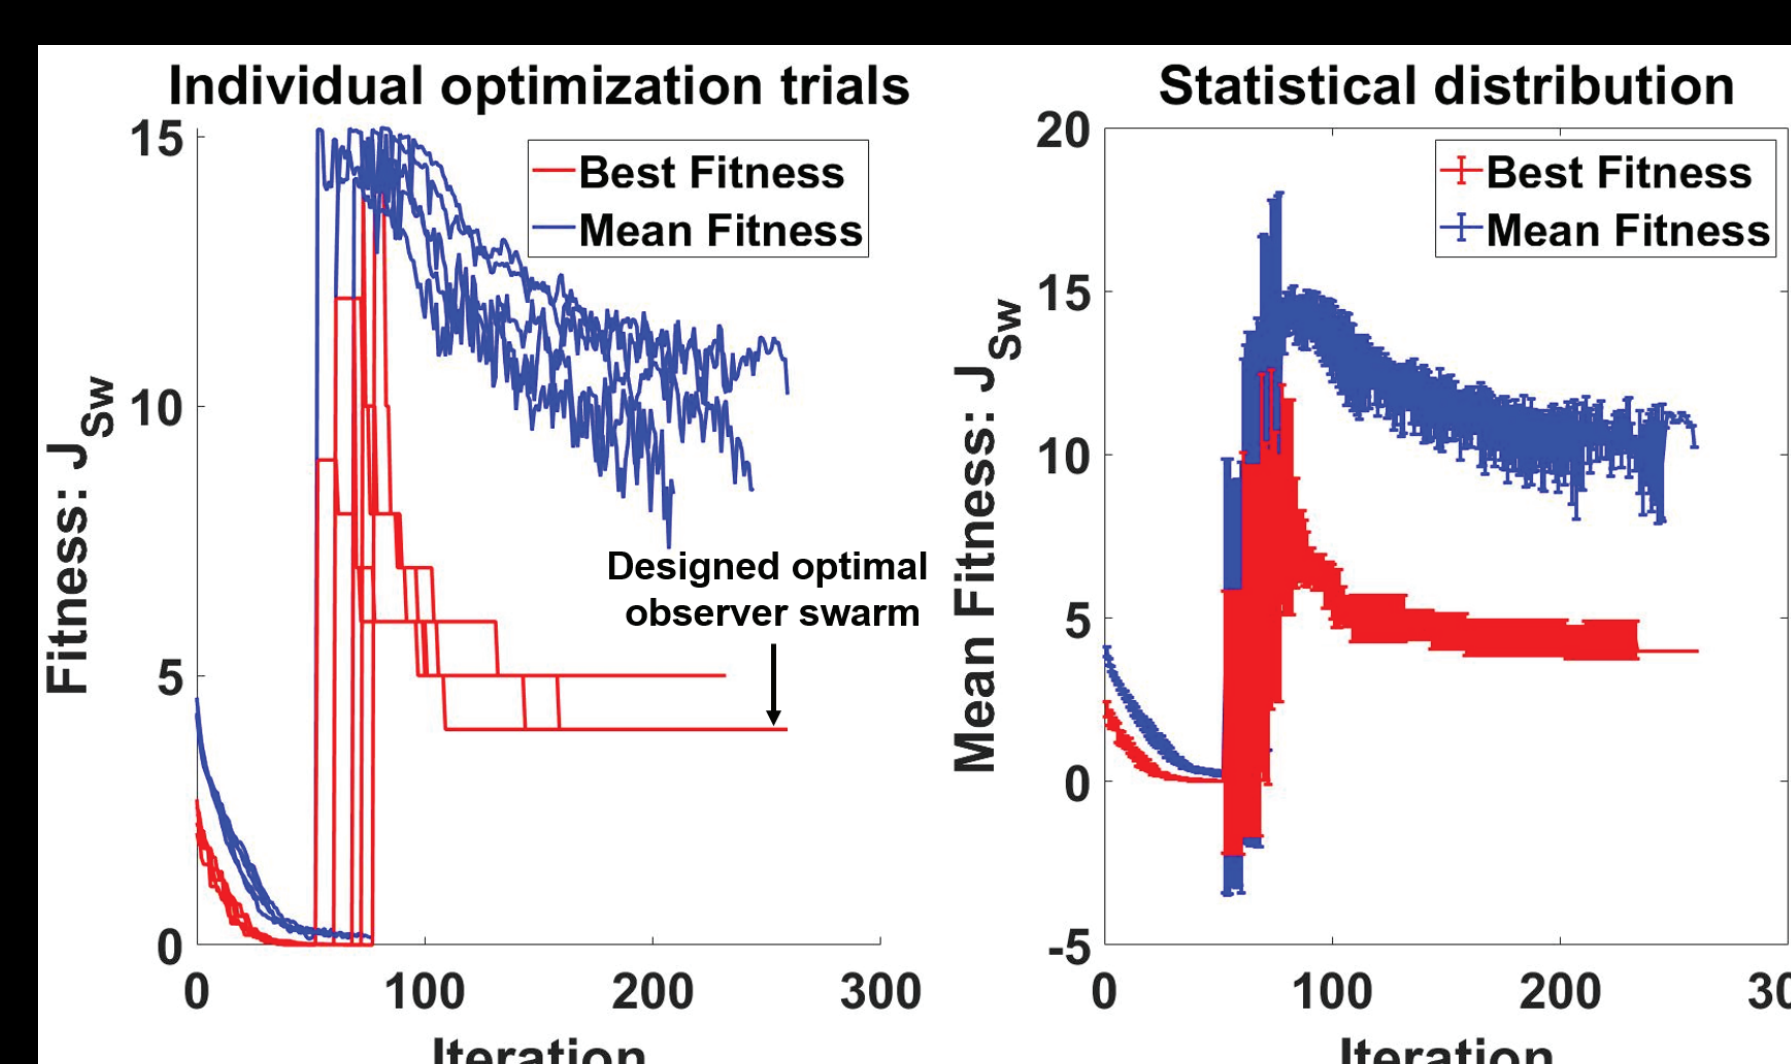 Individual optimization trials
15
10
5
0
Fitness: J Sw
Best Fitness
Mean Fitness
Designed optimal
observer swarm
0 100 200 300
Iteration
Statistical distribution
20
15
10
5
0
-5
Mean Fitness: J Sw
Best Fitness
Mean Fitness
0 100 200
Iteration